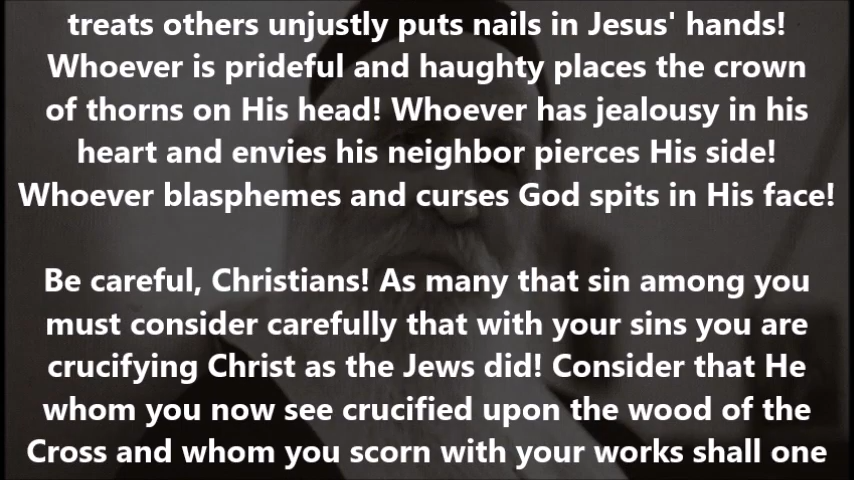 treats others unjustly puts nails in Jesus' hands!
Whoever is prideful and haughty places the crown
of thorns on His head! Whoever has jealousy in his
heart and envies his neighbor pierces His side!
Whoever blasphemes and curses God spits in His face!
Be careful, Christians! As many that sin among you
must consider carefully that with your sins you are
crucifying Christ as the Jews did! Consider that He
whom you now see crucified upon the wood of the
Cross and whom you scorn with your works shall one